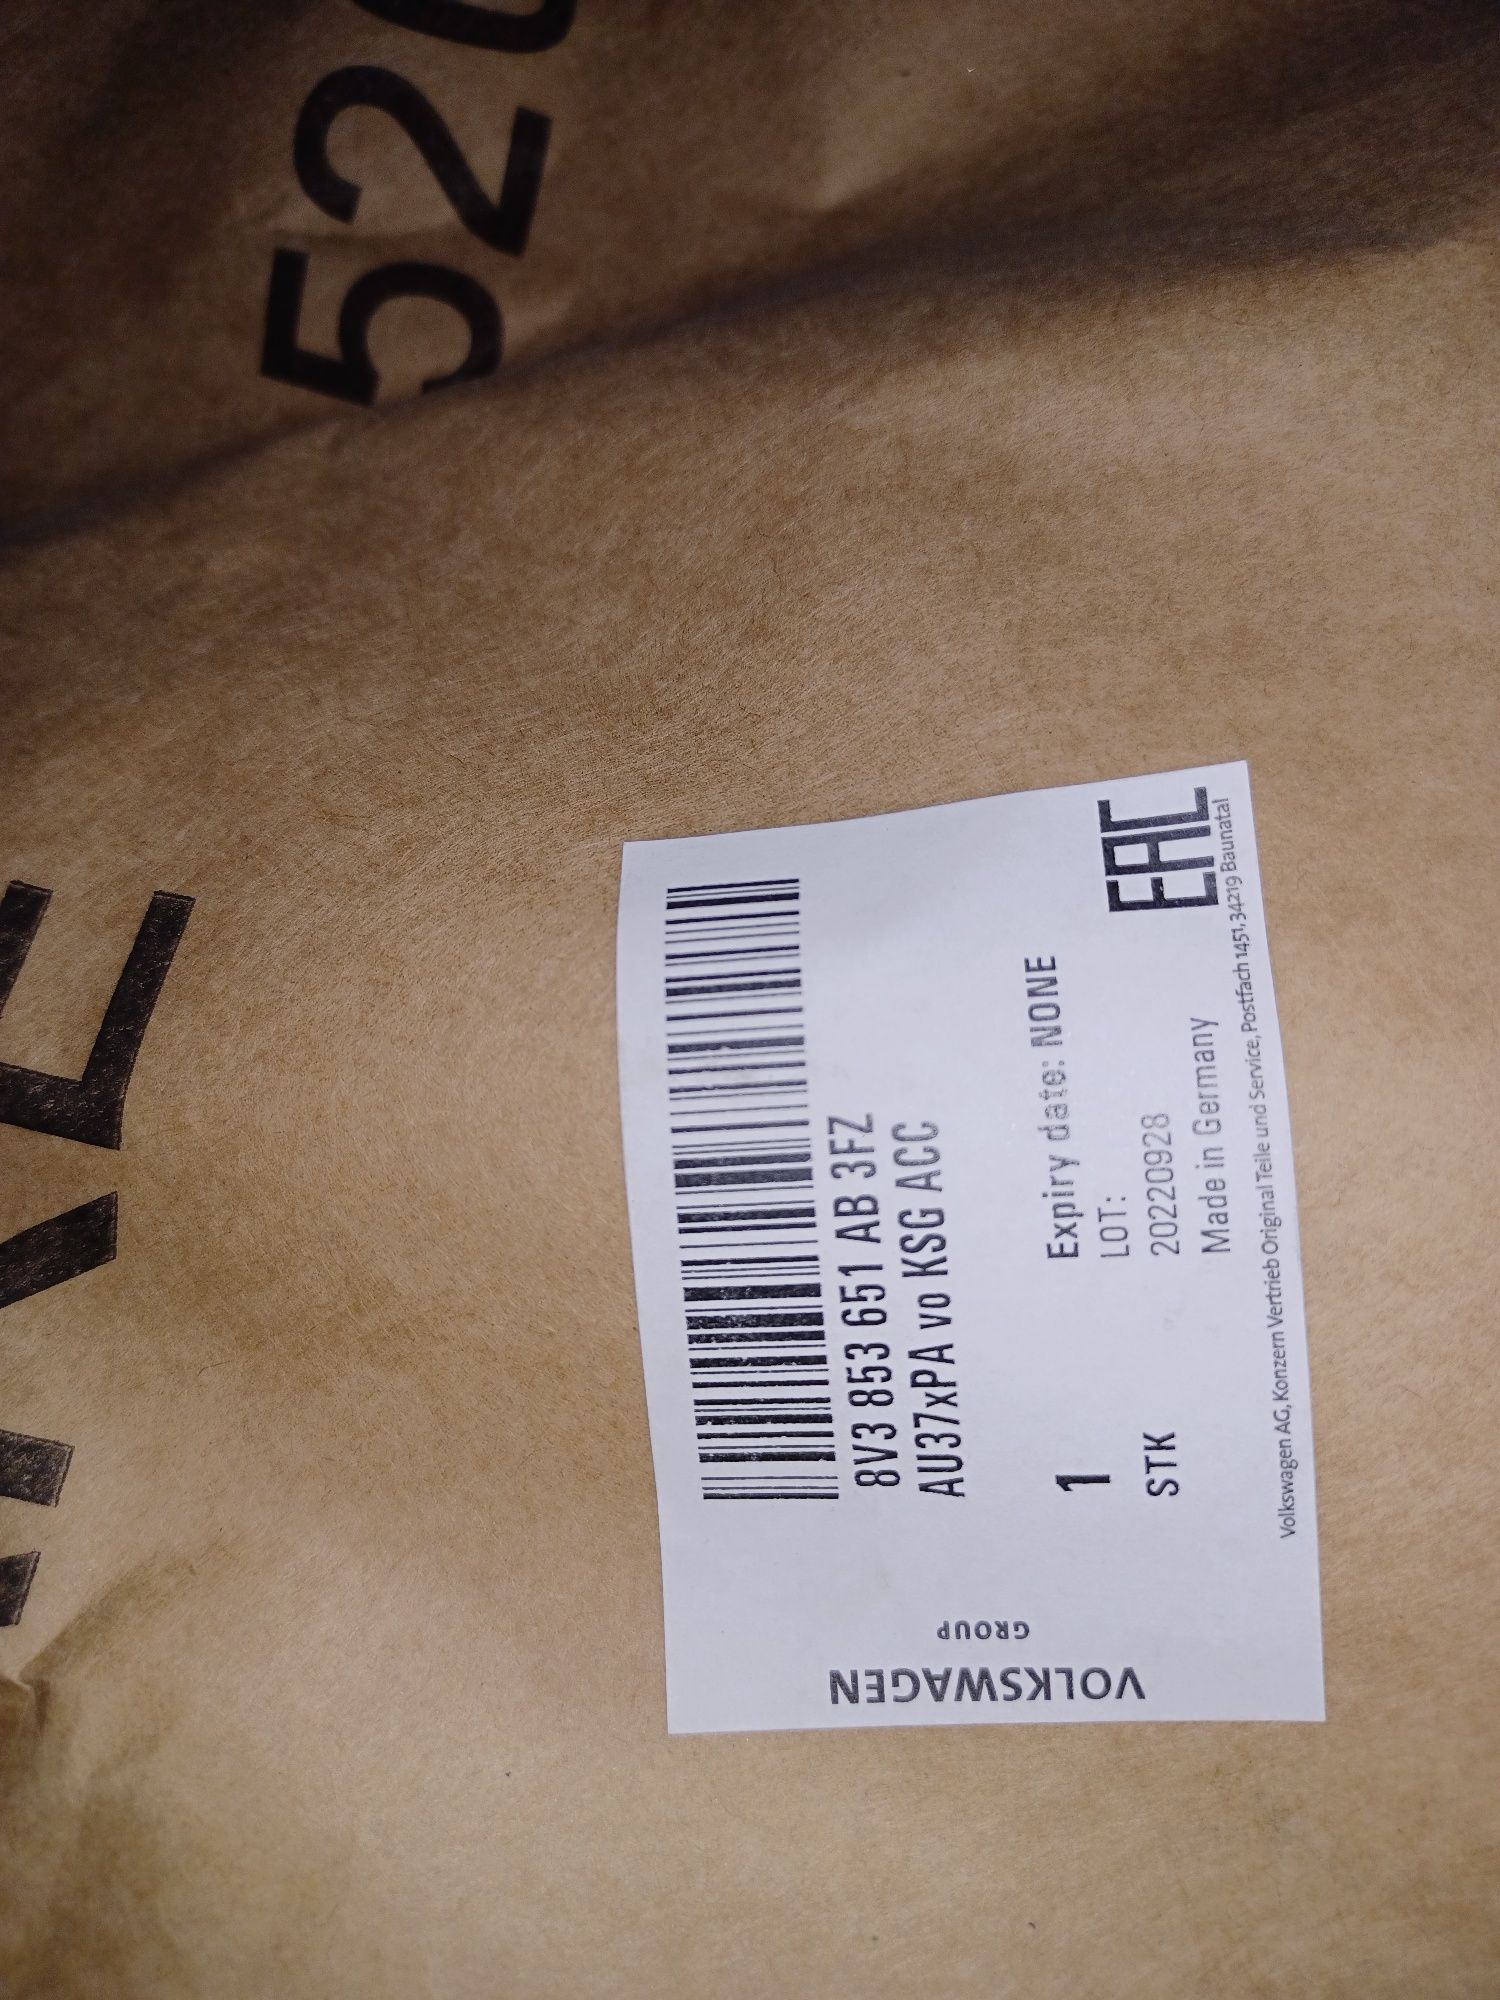 8V3 853 651 AB 3FZ
AU37xPA vo KSG ACC
1
STK
Expiry date: NONE
LOT:
20220928
Made in Germany
EAC
Volkswagen AG, Konzern Vertrieb Original Teile und Service, Postfach 1451, 34219 Baunatal
VOLKSWAGEN
GROUP
52